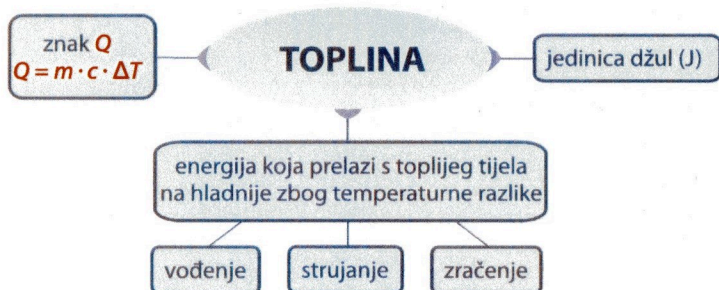 znak Q
Q = m · c · ΔT
TOPLINA
jedinica džul (J)
energija koja prelazi s toplijeg tijela
na hladnije zbog temperaturne razlike
vođenje
strujanje
zračenje